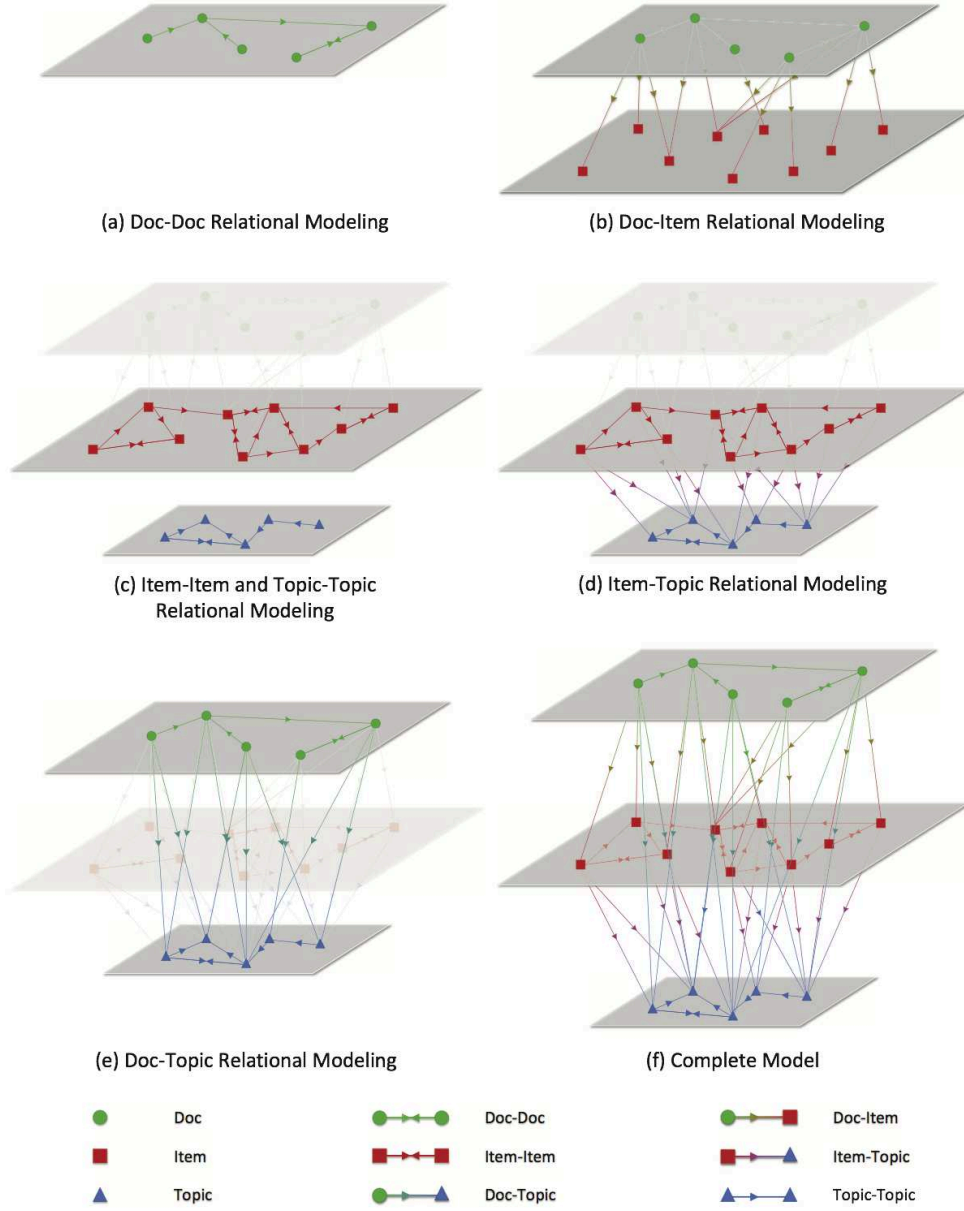 (a) Doc-Doc Relational Modeling
(b) Doc-Item Relational Modeling
(c) Item-Item and Topic-Topic
Relational Modeling
(d) Item-Topic Relational Modeling
(e) Doc-Topic Relational Modeling
(f) Complete Model
Doc
Doc-Doc
Doc-Item
Item
Item-Item
Item-Topic
Topic
Doc-Topic
Topic-Topic